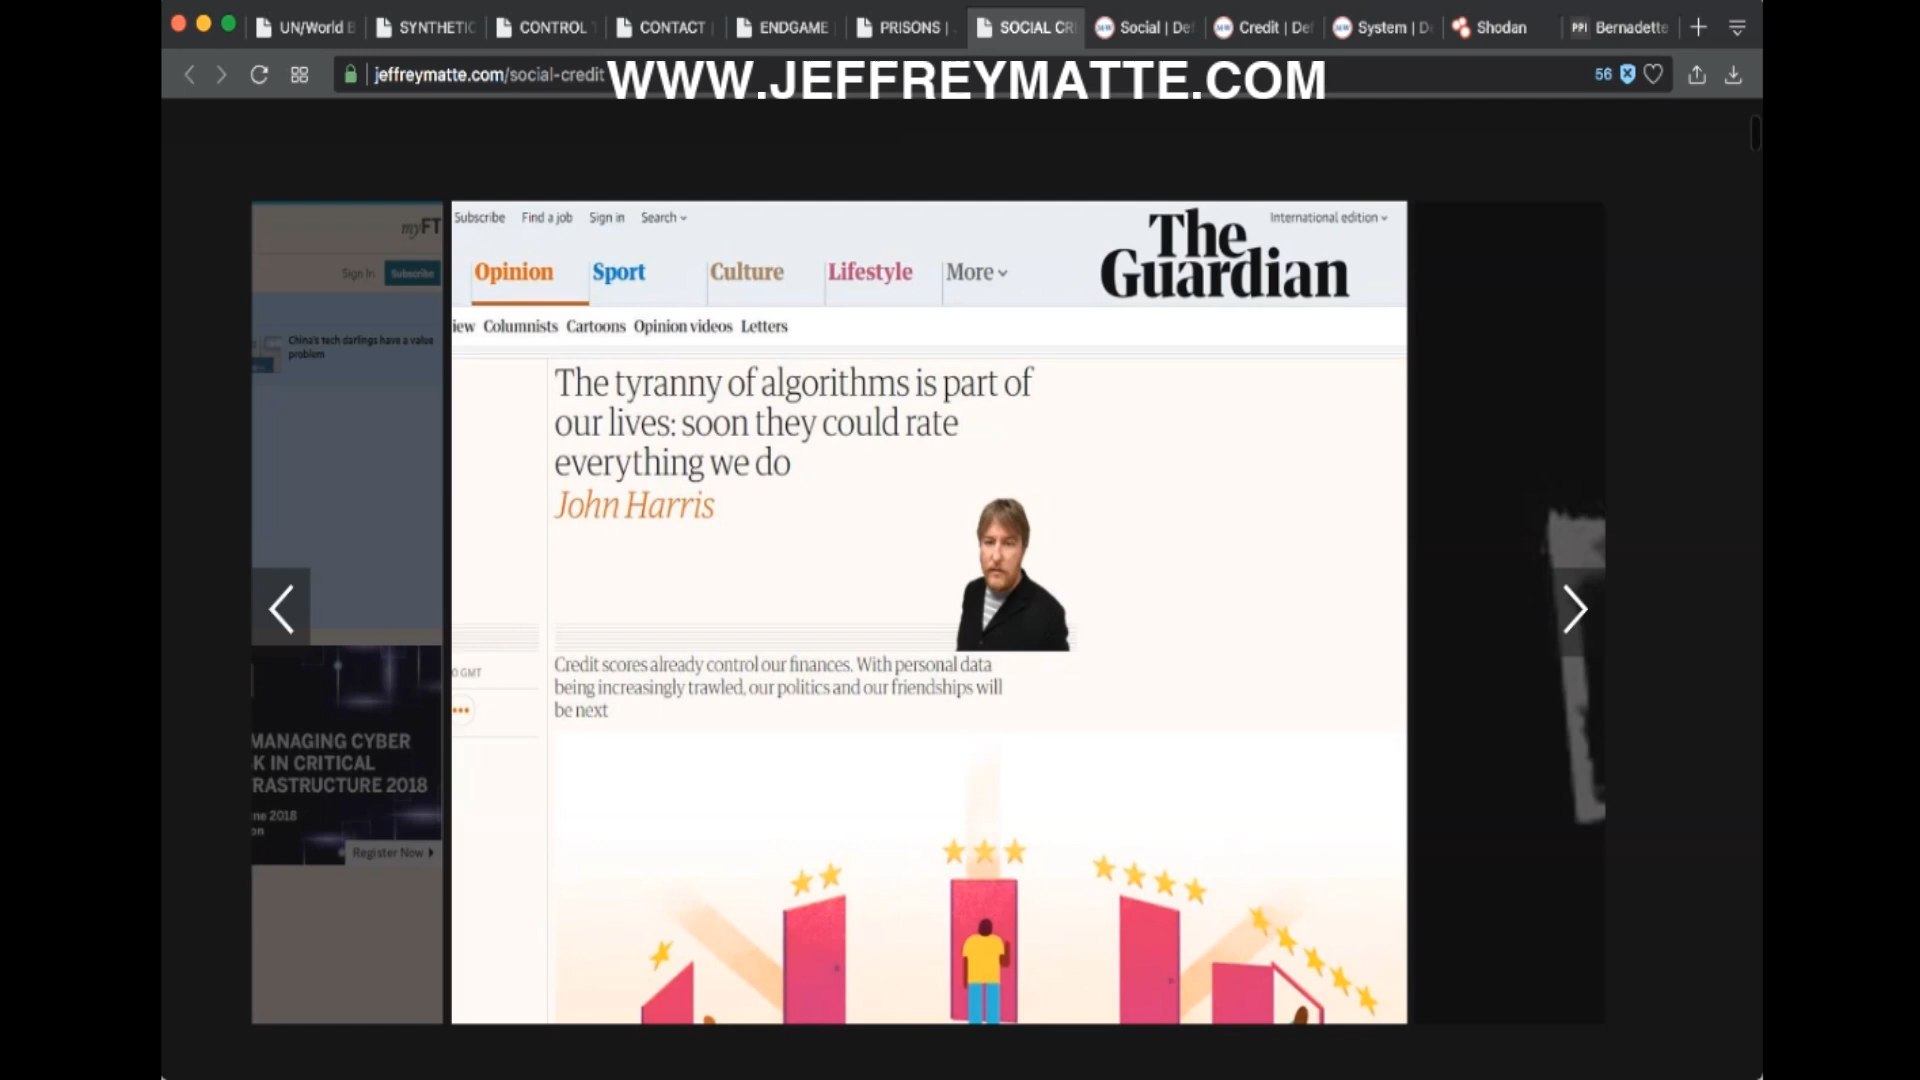 UN/World B
SYNTHETIC
CONTROL
CONTACT
ENDGAME
PRISONS |
SOCIAL CR
Social | De
Credit | De
System | D
Shodan
PPI Bernadette
jeffreymatte.com/social-credit
WWW.JEFFREYMATTE.COM
56
myFT
Sign In Subscribe
China's tech darlings have a value
problem
MANAGING CYBER
K IN CRITICAL
RASTRUCTURE 2018
ne 2018
on
Register Now
Subscribe Find a job Sign in Search
International edition
The
Guardian
Opinion Sport Culture Lifestyle More
iew Columnists Cartoons Opinion videos Letters
The tyranny of algorithms is part of
our lives: soon they could rate
everything we do
John Harris
0 GMT
Credit scores already control our finances. With personal data
being increasingly trawled, our politics and our friendships will
be next